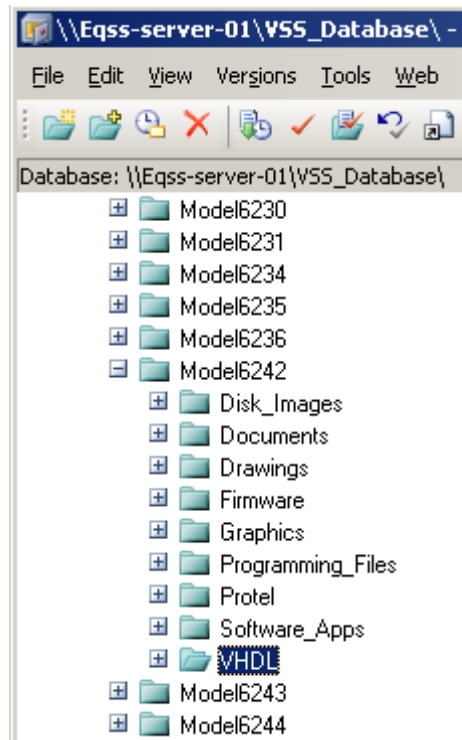 \\Eqss-server-01\VSS_Database\ -
File Edit View Versions Tools Web
Database: \\Eqss-server-01\VSS_Database\
Model6230
Model6231
Model6234
Model6235
Model6236
Model6242
Disk_Images
Documents
Drawings
Firmware
Graphics
Programming_Files
Protel
Software_Apps
VHDL
Model6243
Model6244